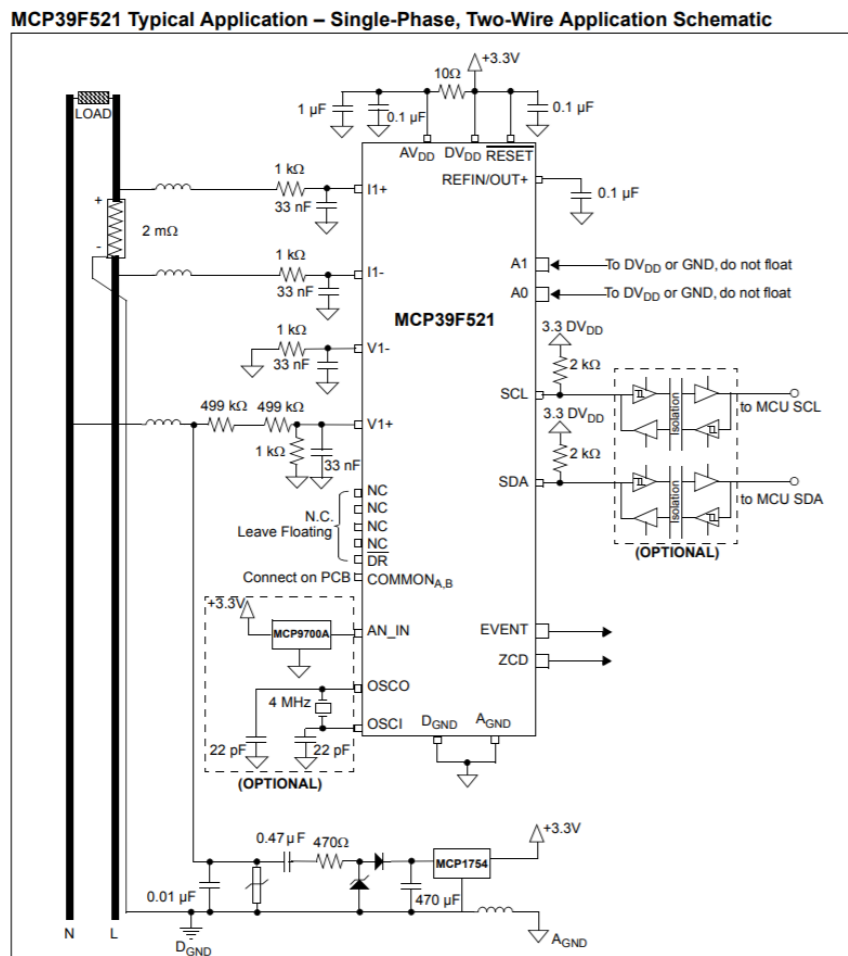 MCP39F521 Typical Application – Single-Phase, Two-Wire Application Schematic
+3.3V
10Ω
1 µF
0.1 µF
0.1 µF
LOAD
AVDD
DVDD
RESET
1 kΩ
I1+
REFIN/OUT+
33 nF
0.1 µF
+
2 mΩ
-
1 kΩ
I1-
33 nF
A1
To DVDD or GND, do not float
A0
To DVDD or GND, do not float
MCP39F521
1 kΩ
V1-
33 nF
3.3 DVDD
2 kΩ
SCL
Isolation
to MCU SCL
499 kΩ
499 kΩ
V1+
1 kΩ
33 nF
3.3 DVDD
2 kΩ
SDA
Isolation
to MCU SDA
(OPTIONAL)
NC
NC
N.C.
Leave Floating
NC
NC
DR
Connect on PCB
COMMONA,B
+3.3V
MCP9700A
AN_IN
EVENT
ZCD
OSCO
4 MHz
OSCI
22 pF
22 pF
(OPTIONAL)
DGND
AGND
0.47µF
470Ω
+3.3V
MCP1754
0.01 µF
470 µF
N
L
DGND
AGND